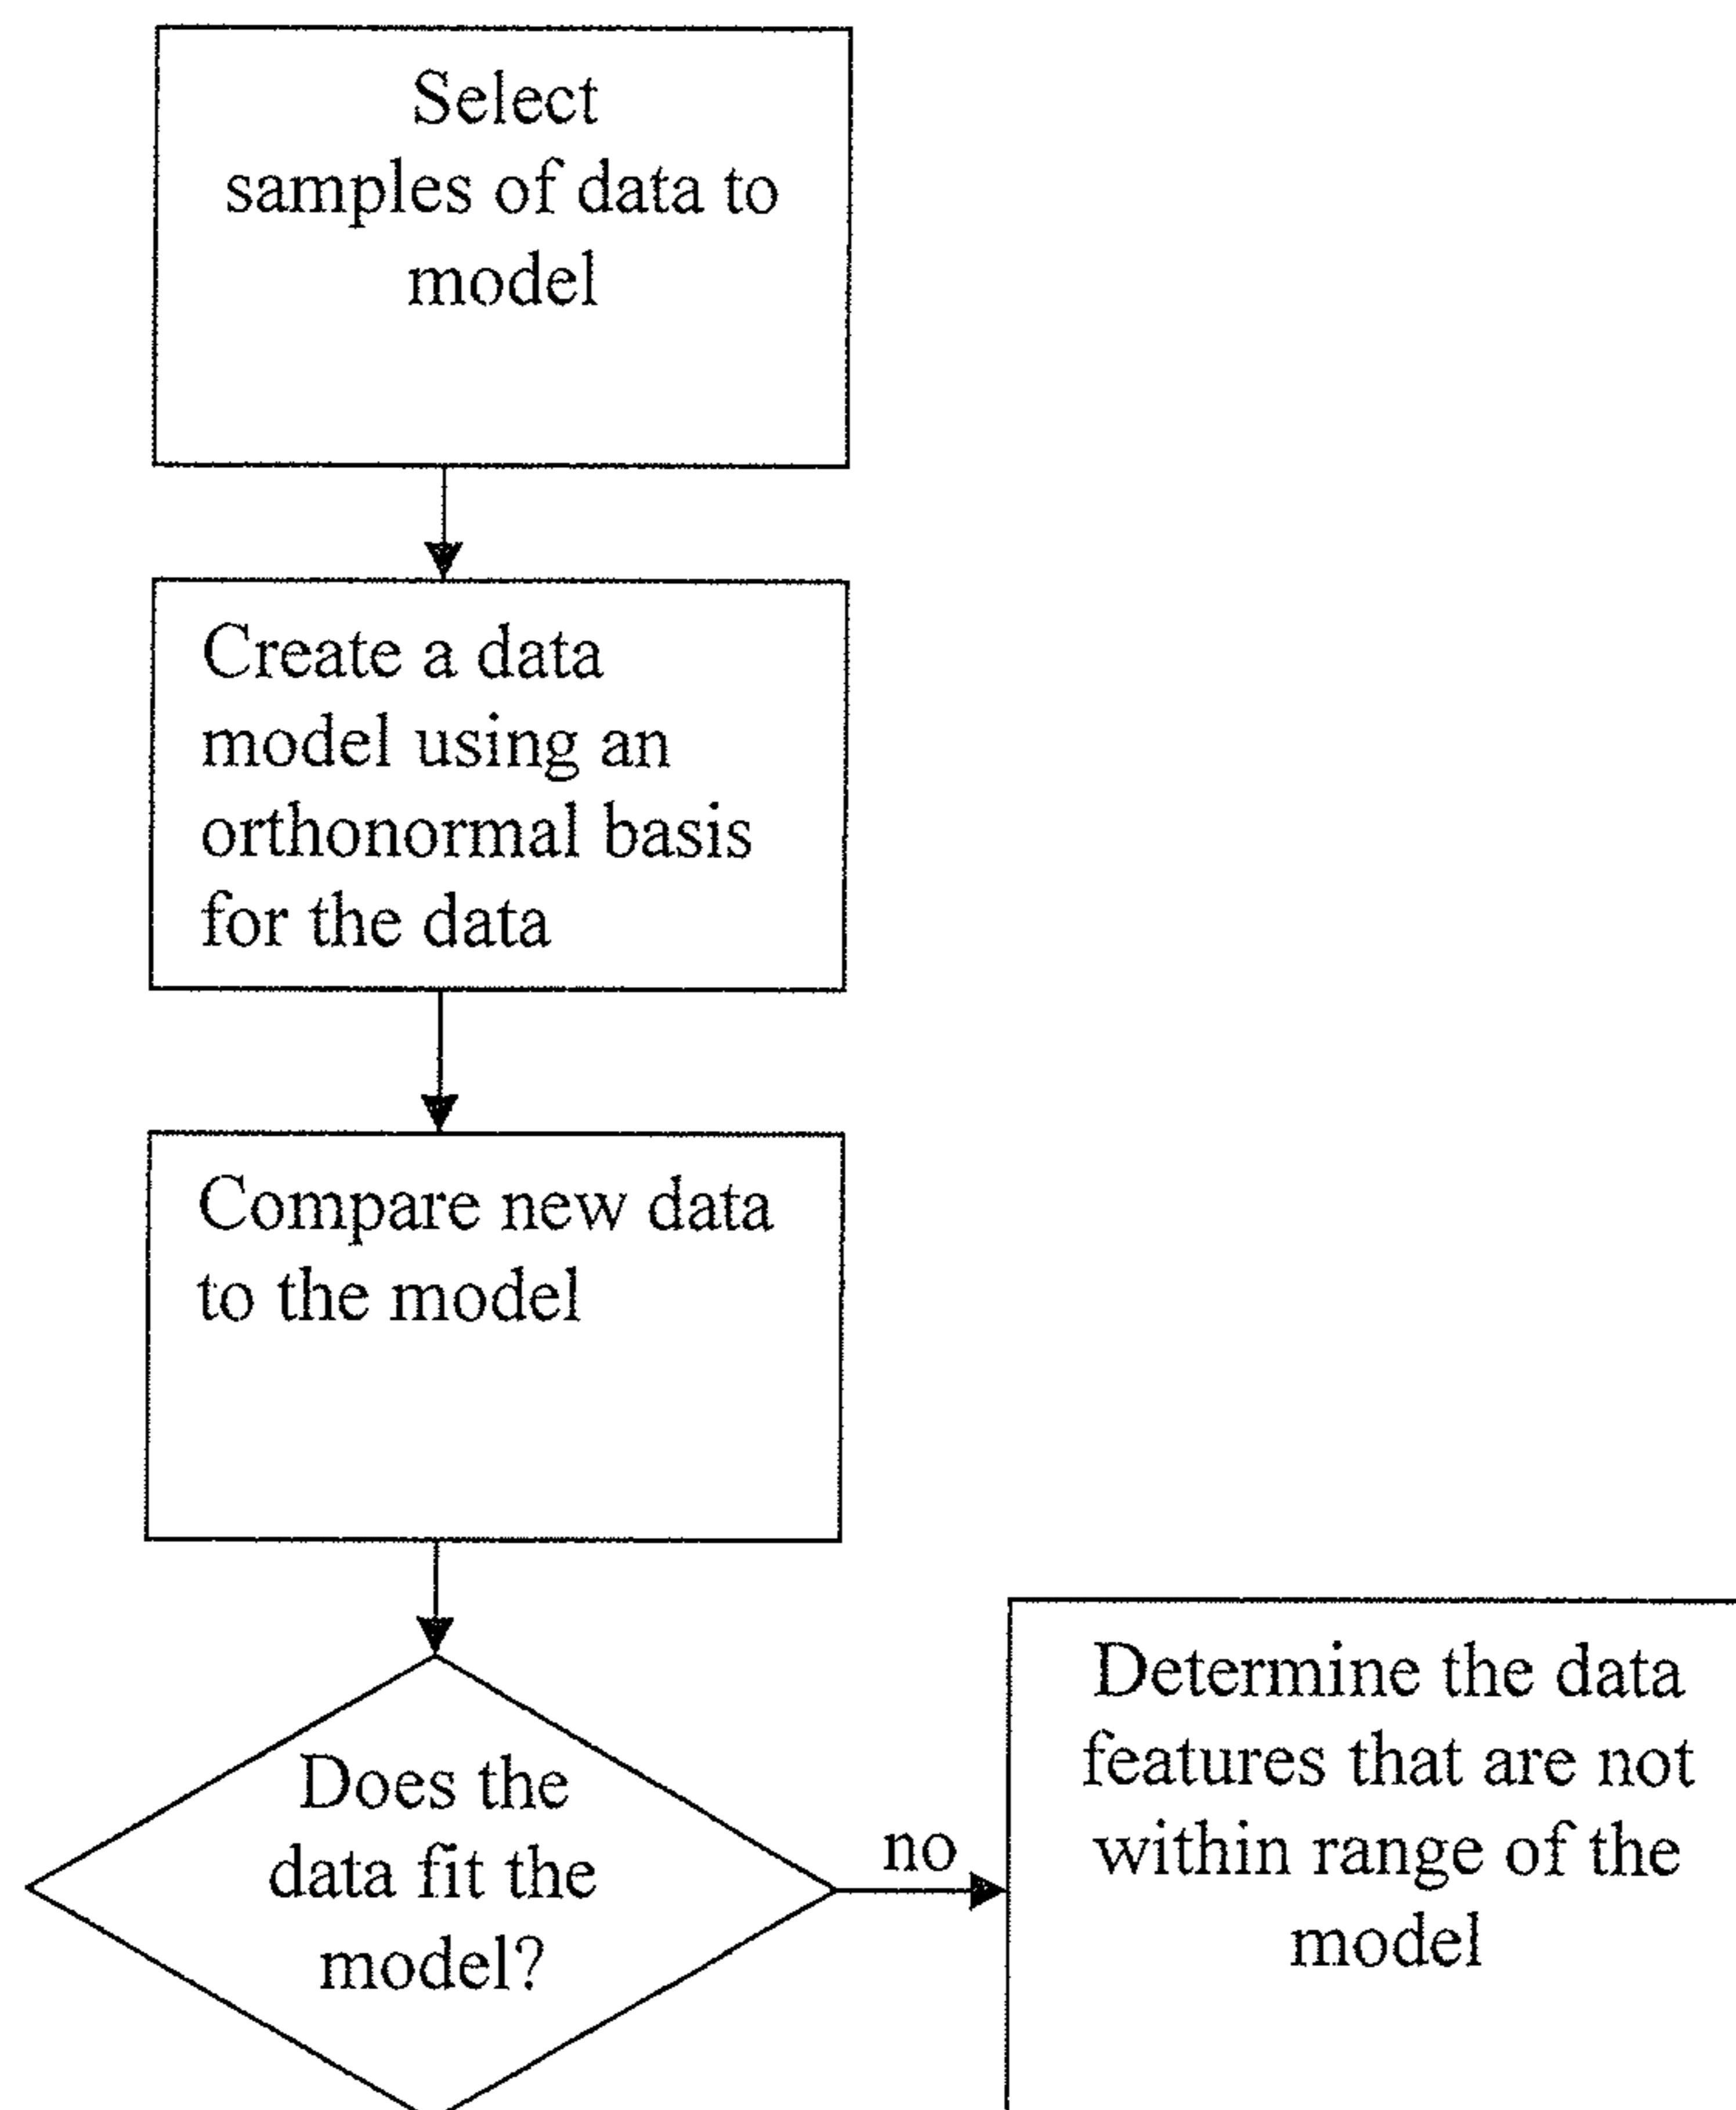 Select
samples of data to
model
Create a data
model using an
orthonormal basis
for the data
Compare new data
to the model
Does the
data fit the
model?
no
Determine the data
features that are not
within range of the
model